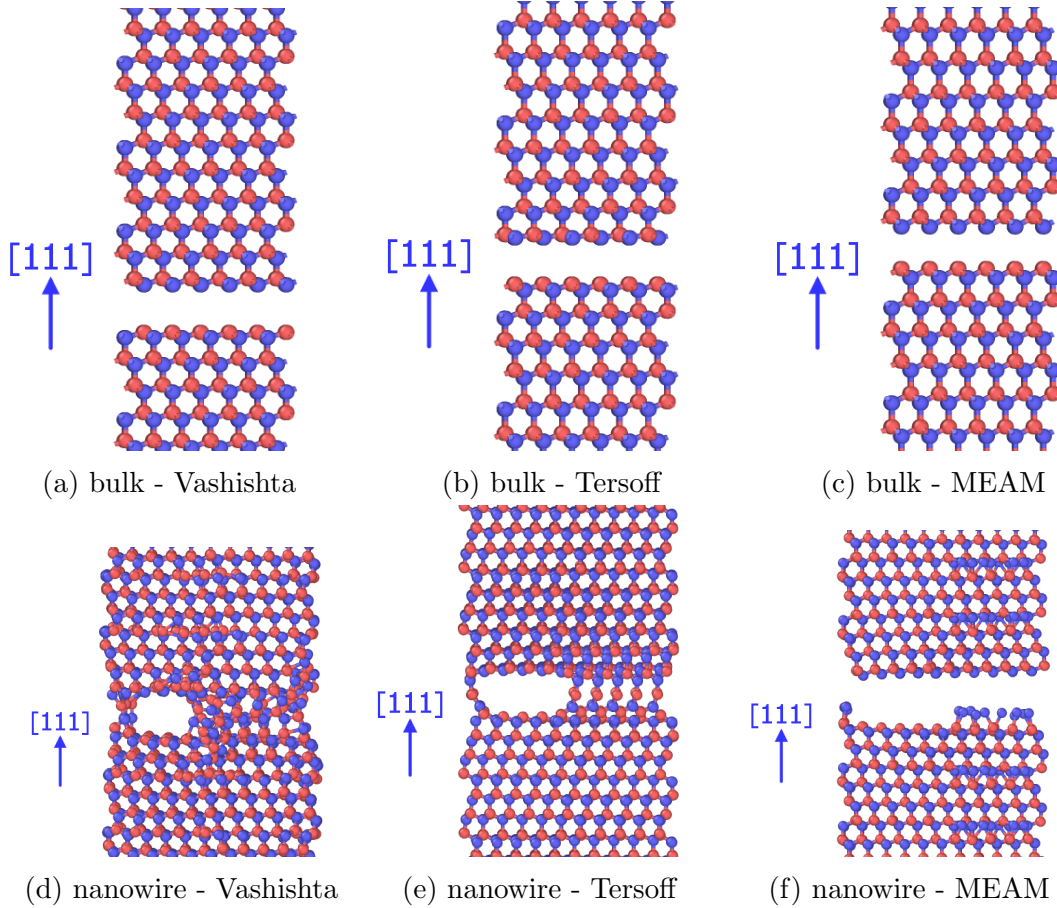 [111]
[111]
[111]
(a) bulk - Vashishta
(b) bulk - Tersoff
(c) bulk - MEAM
[111]
[111]
[111]
(d) nanowire - Vashishta
(e) nanowire - Tersoff
(f) nanowire - MEAM